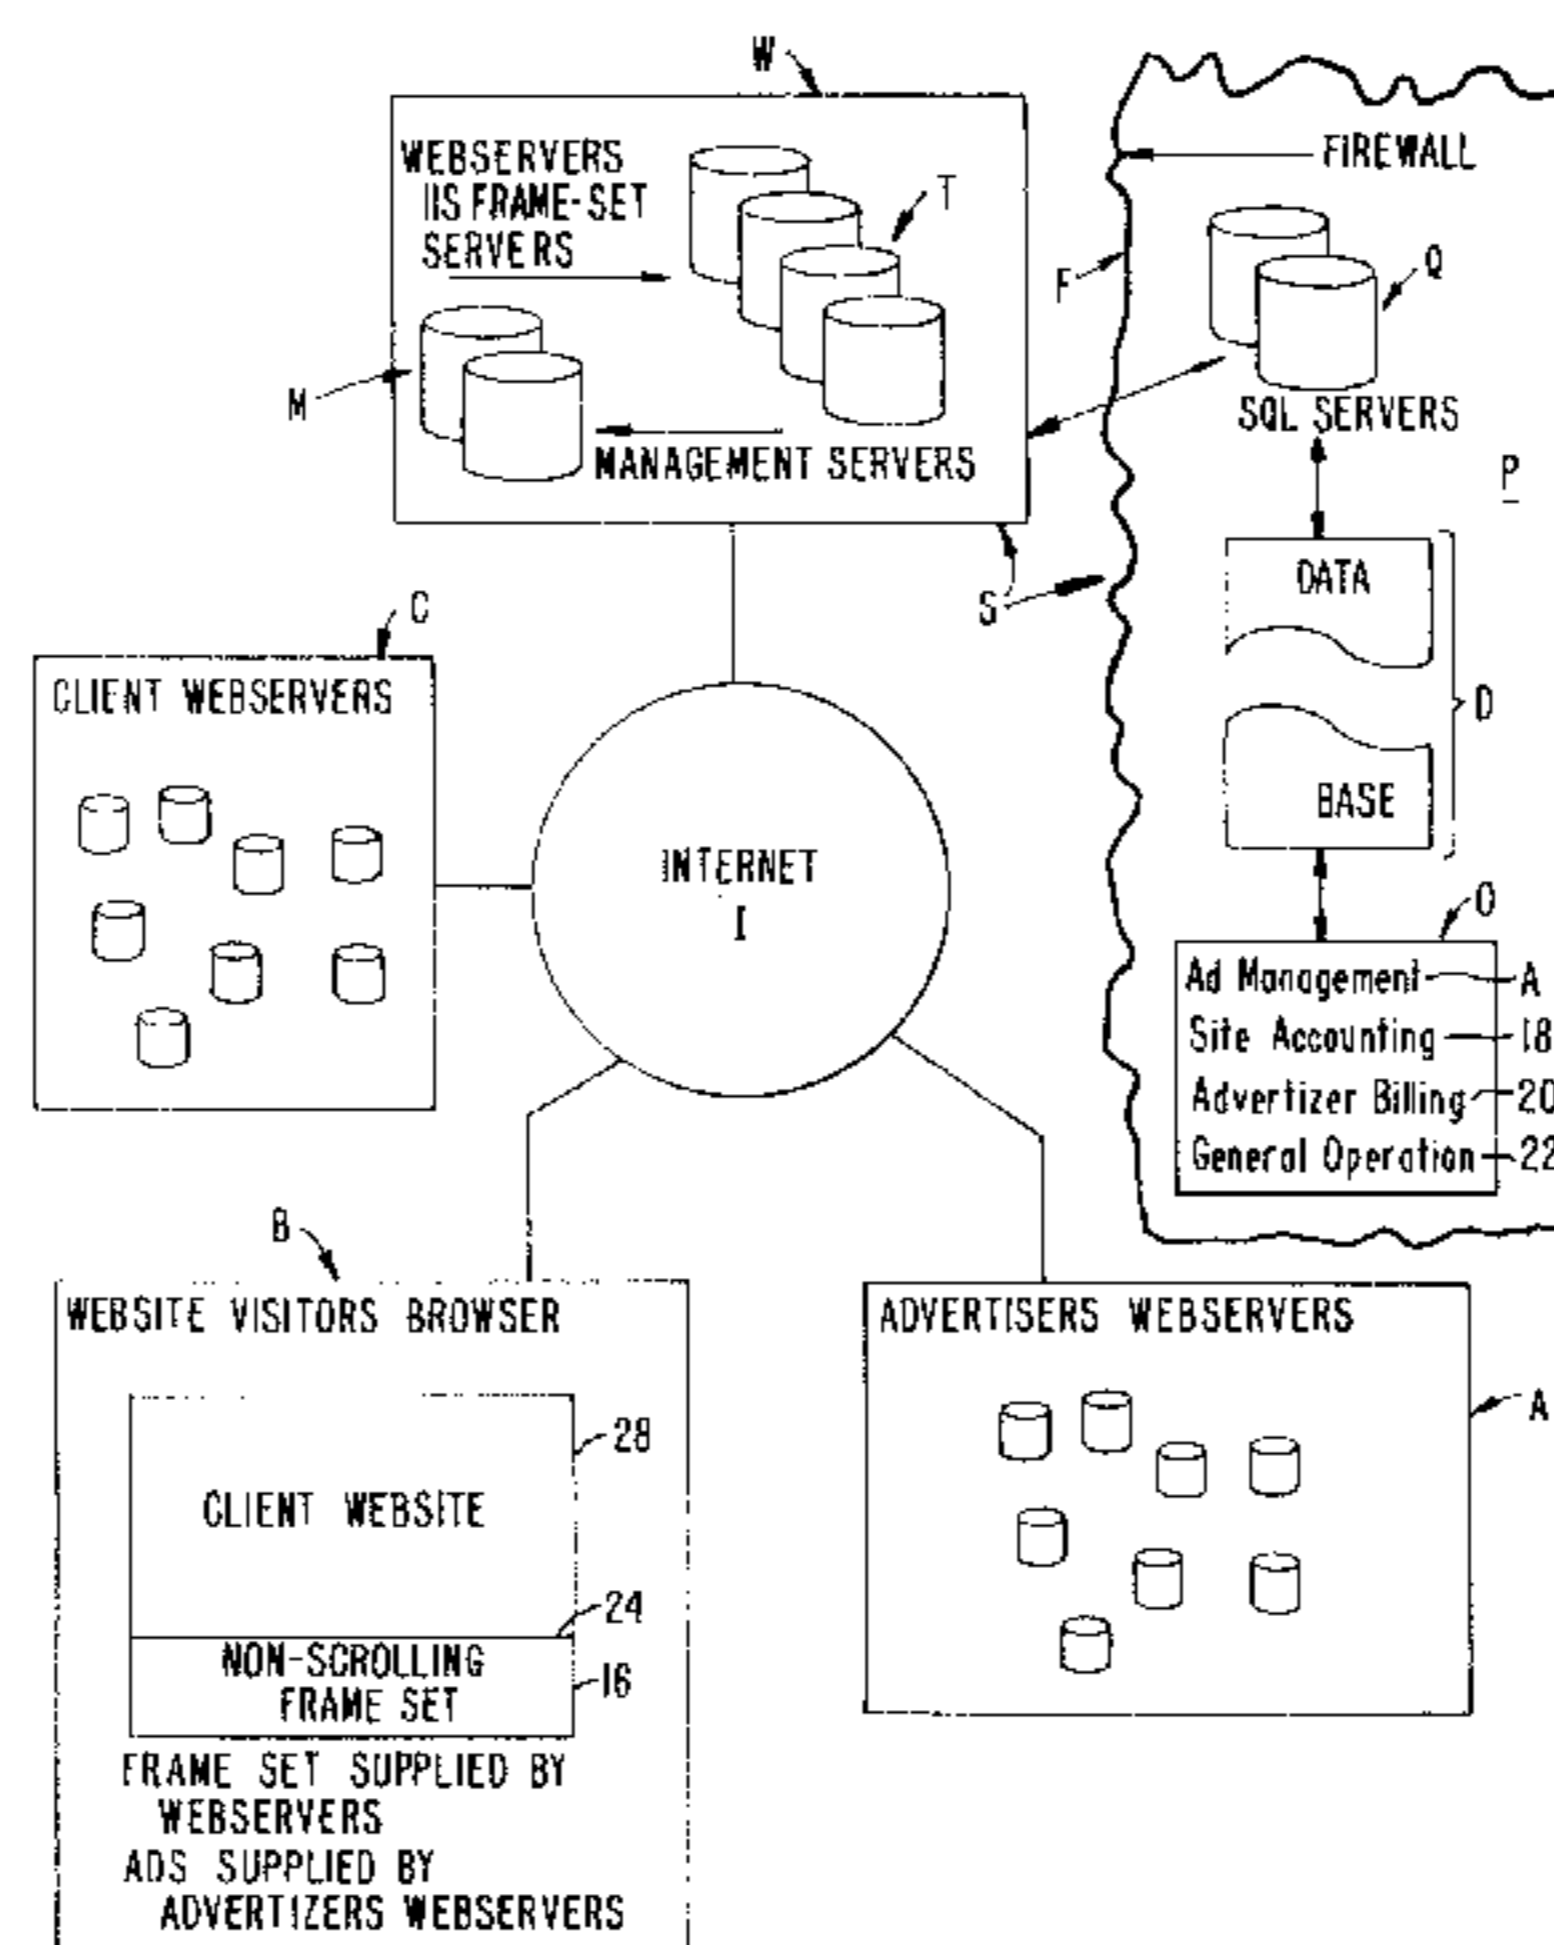 W
WEBSERVERS
IIS FRAME-SET
SERVERS
T
M
MANAGEMENT SERVERS
FIREWALL
F
Q
SQL SERVERS
P
S
DATA
BASE
D
C
CLIENT WEBSERVERS
INTERNET
I
O
Ad Management A
Site Accounting 18
Advertizer Billing 20
General Operation 22
B
WEBSITE VISITORS BROWSER
28
CLIENT WEBSITE
24
NON-SCROLLING
FRAME SET
16
FRAME SET SUPPLIED BY
WEBSERVERS
ADS SUPPLIED BY
ADVERTIZERS WEBSERVERS
ADVERTISERS WEBSERVERS
A